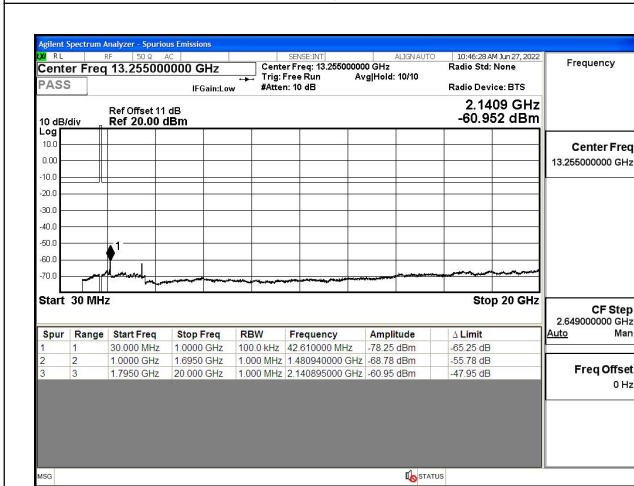 Agilent Spectrum Analyzer - Spurious Emissions
RL RF 50 Ω AC SENSE:INT ALIGN AUTO 10:46:28 AM Jun 27, 2022
Center Freq 13.255000000 GHz Center Freq: 13.255000000 GHz Radio Std: None Frequency
Trig: Free Run Avg|Hold: 10/10
PASS IFGain:Low #Atten: 10 dB Radio Device: BTS
Ref Offset 11 dB 2.1409 GHz
10 dB/div Ref 20.00 dBm -60.952 dBm
Log
10.0
0.00
-10.0
-20.0
-30.0
-40.0
-50.0
-60.0
-70.0
1
Center Freq
13.255000000 GHz
Start 30 MHz Stop 20 GHz
CF Step
2.649000000 GHz
Auto Man
Freq Offset
0 Hz
Spur Range Start Freq Stop Freq RBW Frequency Amplitude Δ Limit
1 1 30.000 MHz 1.0000 GHz 100.0 kHz 42.610000 MHz -78.25 dBm -65.25 dB
2 2 1.0000 GHz 1.6950 GHz 1.000 MHz 1.480940000 GHz -68.78 dBm -55.78 dB
3 3 1.7950 GHz 20.000 GHz 1.000 MHz 2.140895000 GHz -60.95 dBm -47.95 dB
MSG STATUS